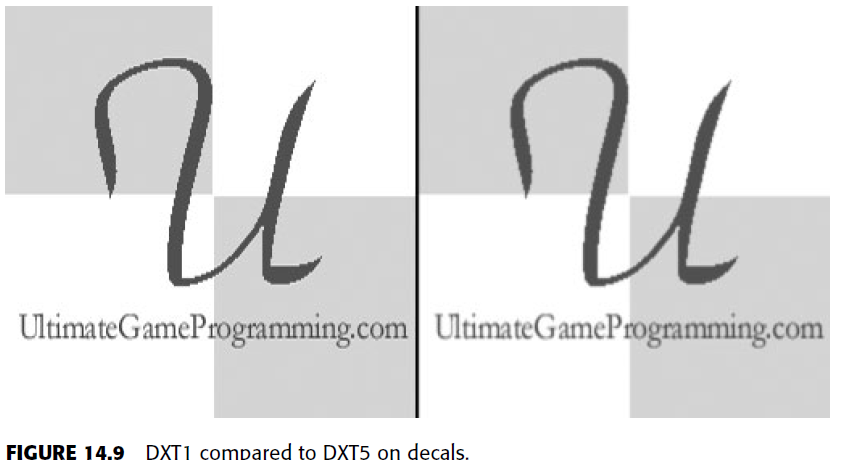 U
UltimateGameProgramming.com
U
UltimateGameProgramming.com
FIGURE 14.9 DXT1 compared to DXT5 on decals.